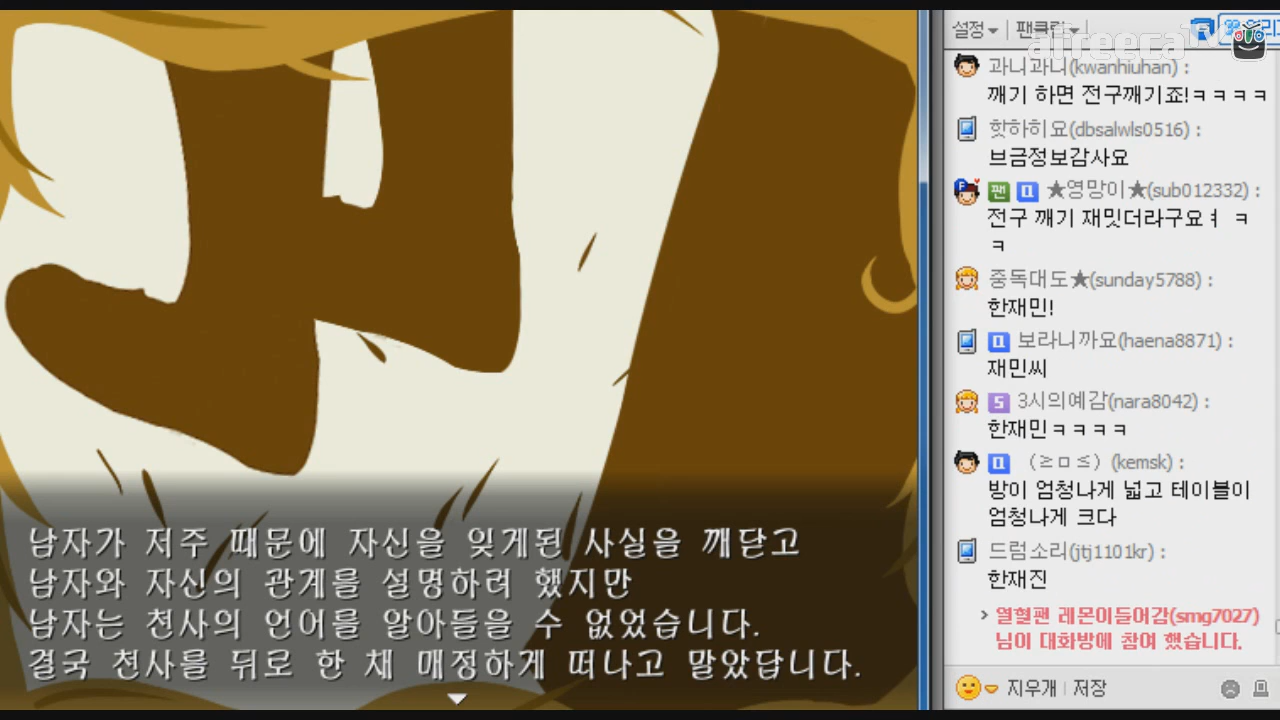 남자가 저주 때문에 자신을 잊게된 사실을 깨닫고
남자와 자신의 관계를 설명하려 했지만
남자는 천사의 언어를 알아들을 수 없었습니다.
결국 천사를 뒤로 한 채 매정하게 떠나고 말았답니다.
설정
과니과니(kwanhiuhan) :
깨기 하면 전구깨기죠!ㅋㅋㅋㅋ
핫하히요(dbsalwls0516) :
브금정보감사요
팬 ★영망이★(sub012332) :
전구 깨기 재밋더라구요ㅕ ㅋ
ㅋ
중독대도★(sunday5788) :
한재민!
보라니까요(haena8871) :
재민씨
S 3시의예감(nara8042) :
한재민ㅋㅋㅋㅋ
(≥ㅁ≤) (kemsk) :
방이 엄청나게 넓고 테이블이
엄청나게 크다
드럼소리(jtj1101kr) :
한재진
열혈팬 레몬이들어감(smg7027)
님이 대화방에 참여 했습니다.
지우개 저장